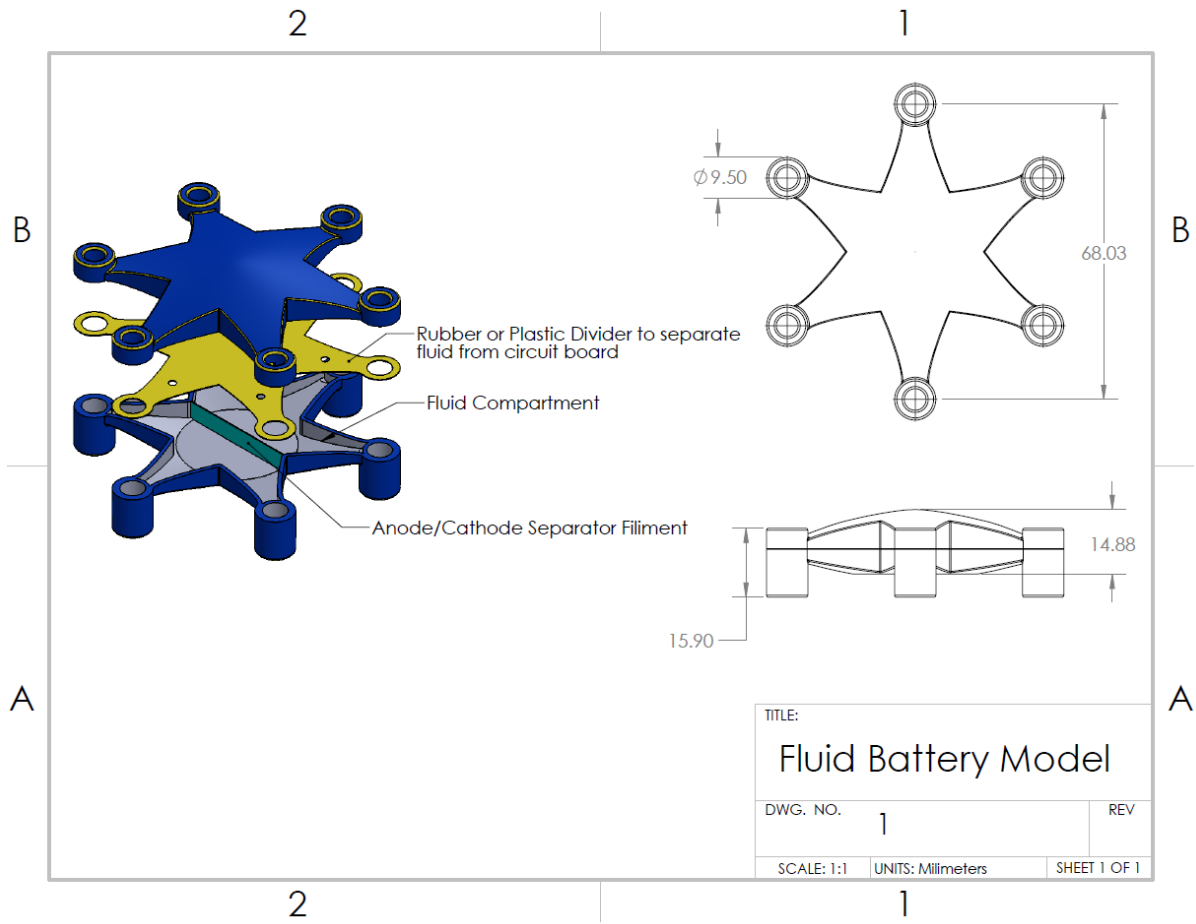 2
1
B
B
⌀9.50
68.03
Rubber or Plastic Divider to separate
fluid from circuit board
Fluid Compartment
Anode/Cathode Separator Filiment
14.88
15.90
A
A
TITLE:
Fluid Battery Model
DWG. NO.
1
REV
SCALE: 1:1
UNITS: Milimeters
SHEET 1 OF 1
2
1